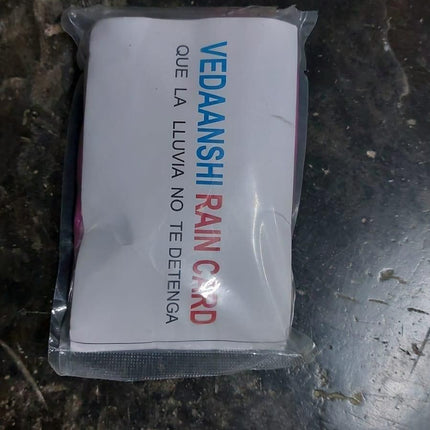 VEDAANSHI RAIN CARD
QUE LA LLUVIA NO TE DETENGA